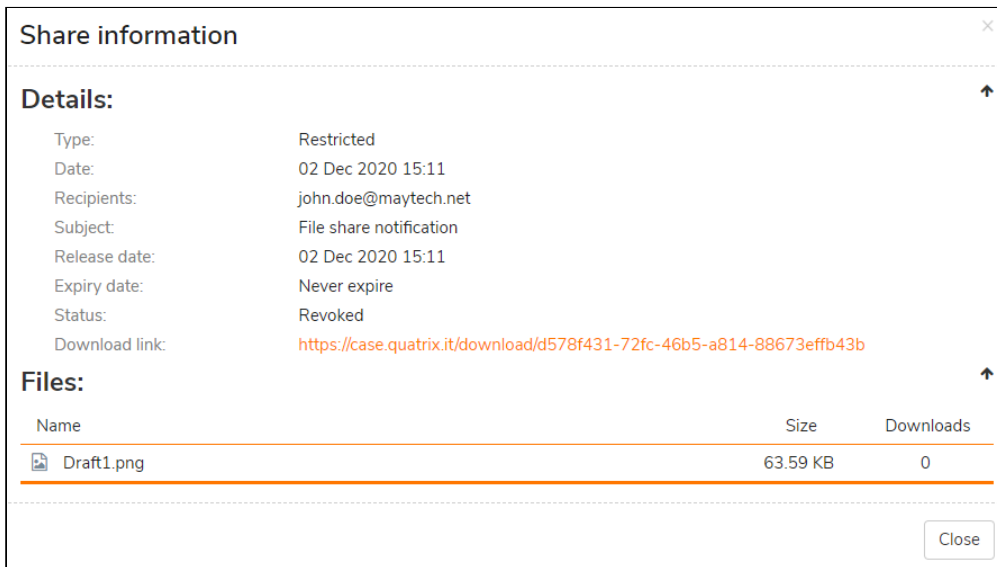 Share information
Details:
Type: Restricted
Date: 02 Dec 2020 15:11
Recipients: john.doe@maytech.net
Subject: File share notification
Release date: 02 Dec 2020 15:11
Expiry date: Never expire
Status: Revoked
Download link: https://case.quatrix.it/download/d578f431-72fc-46b5-a814-88673effb43b
Files:
Name Size Downloads
Draft1.png 63.59 KB 0
Close